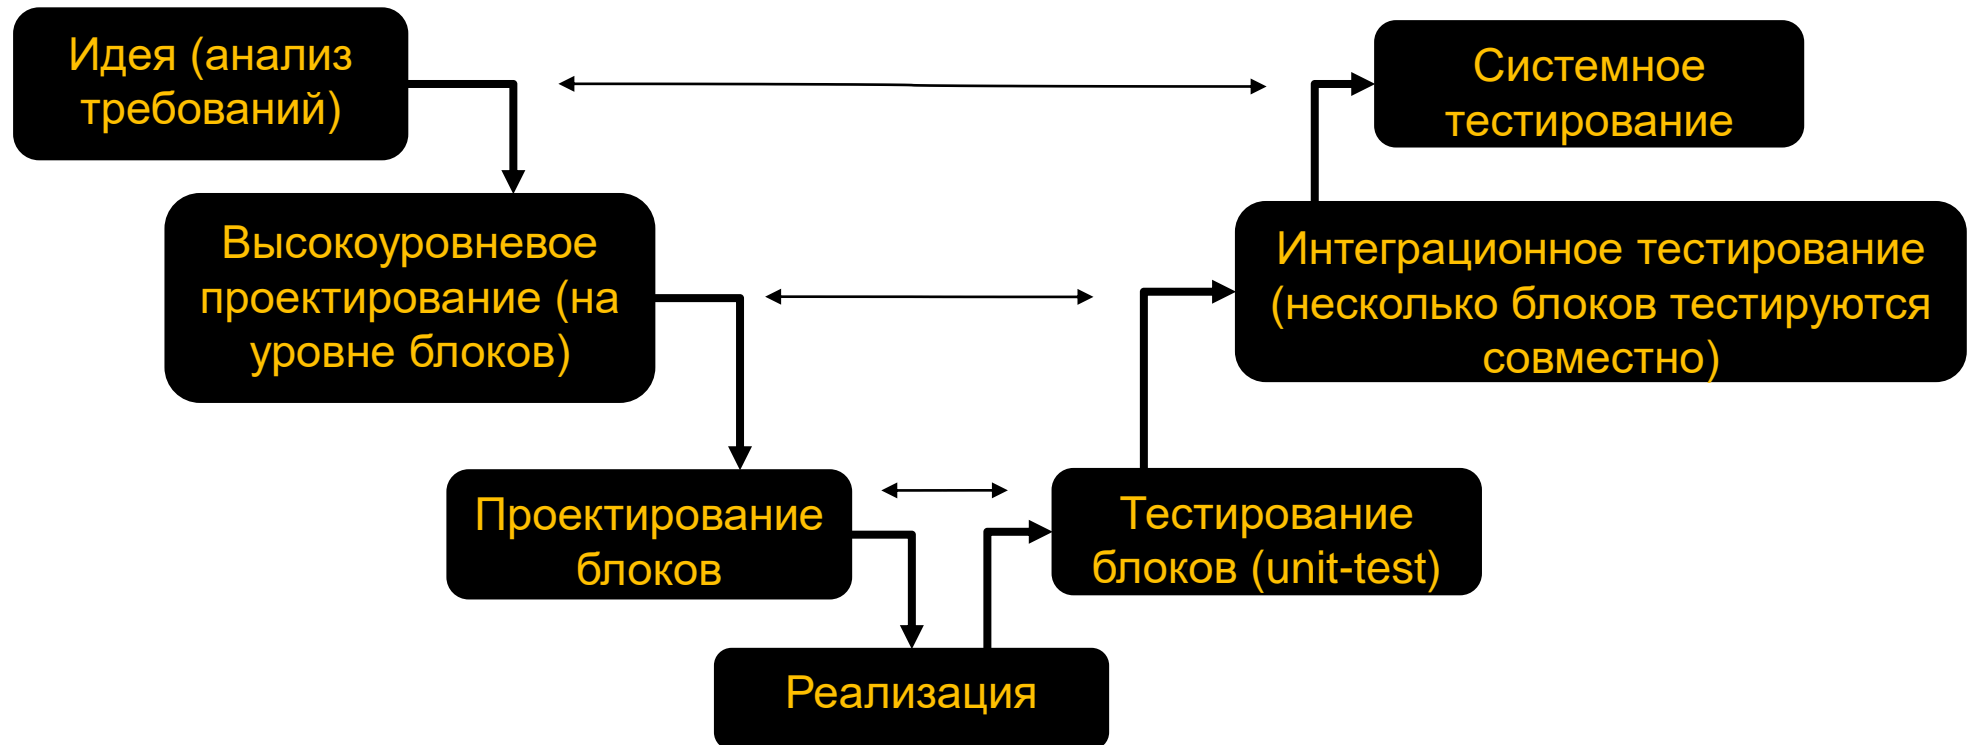 Идея (анализ
требований)
Системное
тестирование
Высокоуровневое
проектирование (на
уровне блоков)
Интеграционное тестирование
(несколько блоков тестируются
совместно)
Проектирование
блоков
Тестирование
блоков (unit-test)
Реализация